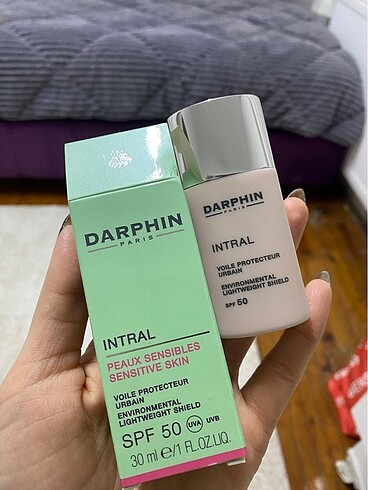 DARPHIN
PARIS
INTRAL
PEAUX SENSIBLES
SENSITIVE SKIN
VOILE PROTECTEUR
URBAIN
ENVIRONMENTAL
LIGHTWEIGHT SHIELD
SPF 50 UVA UVB
30 ml e/1 FL.OZ.LIQ.
DARPHIN
PARIS
INTRAL
VOILE PROTECTEUR
URBAIN
ENVIRONMENTAL
LIGHTWEIGHT SHIELD
SPF 50